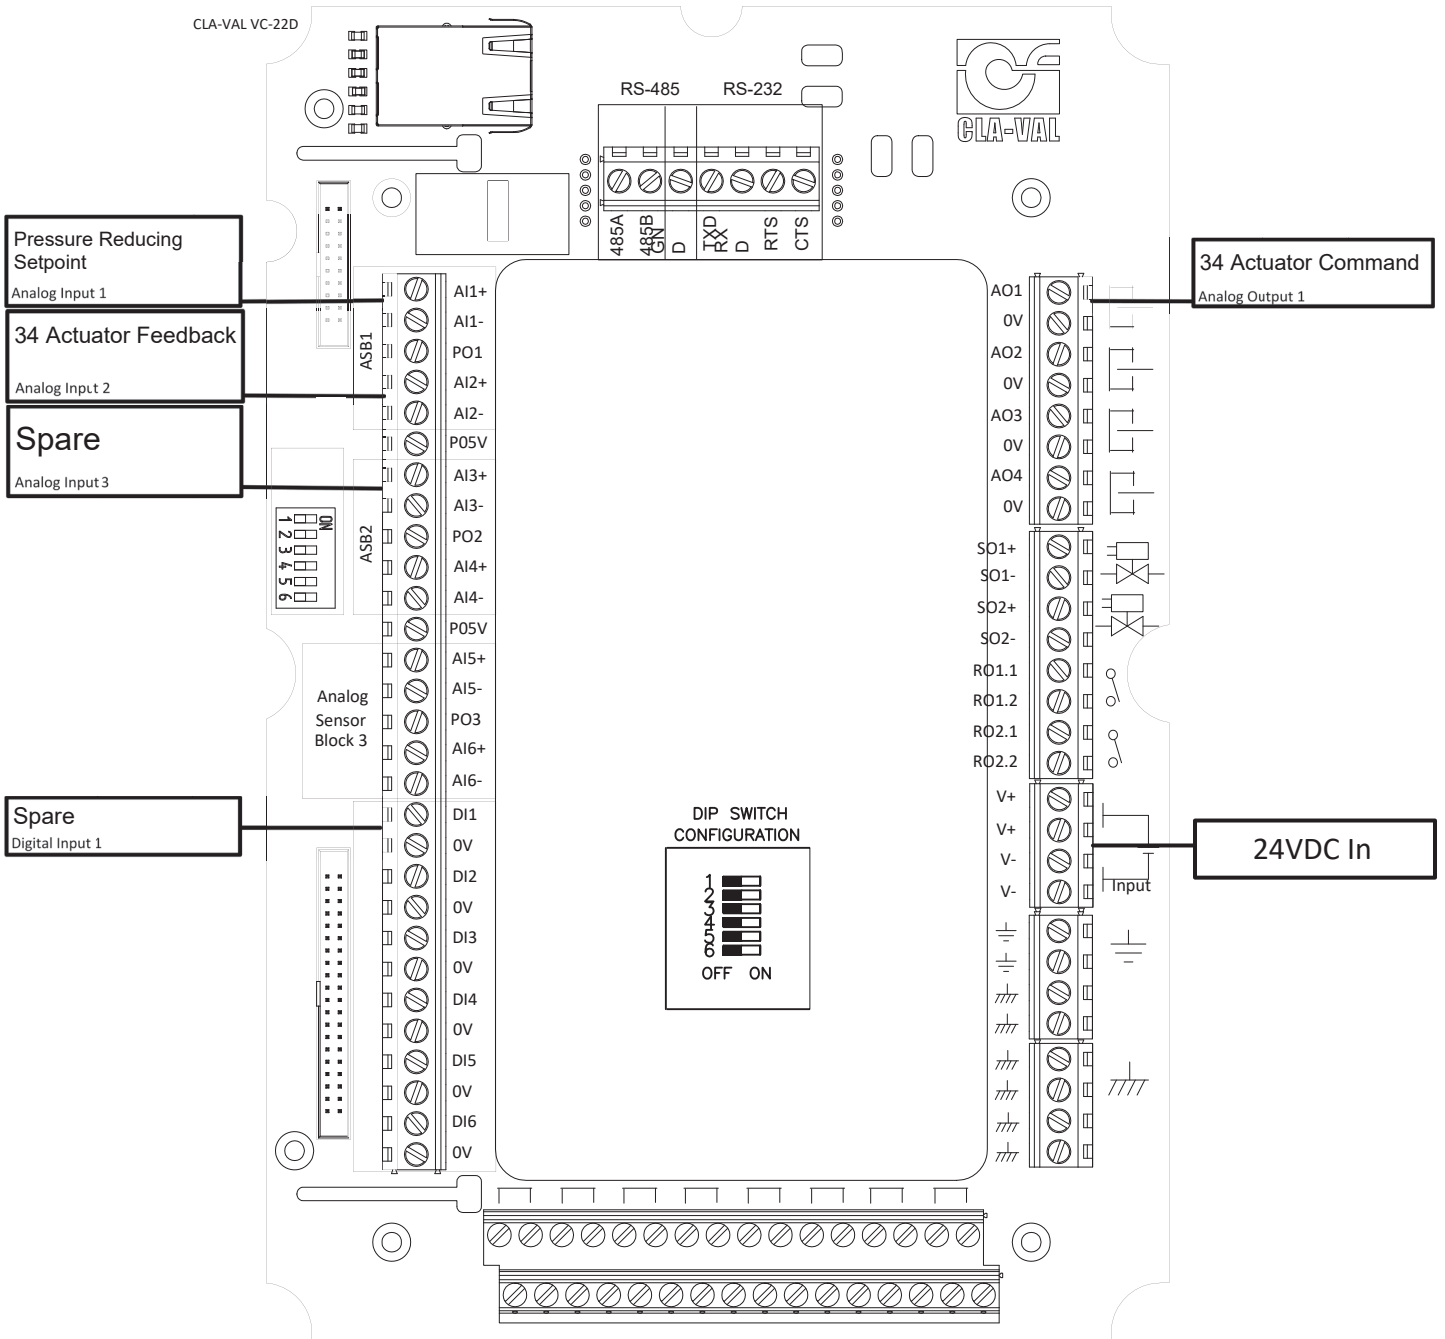 CLA-VAL VC-22D
RS-485
RS-232
CLA-VAL
485A
485B
GN
D
TXD
RX
D
RTS
CTS
Pressure Reducing
Setpoint
Analog Input 1
34 Actuator Feedback
Analog Input 2
Spare
Analog Input 3
34 Actuator Command
Analog Output 1
ASB1
AI1+
AI1-
PO1
AI2+
AI2-
P05V
ASB2
AI3+
AI3-
PO2
AI4+
AI4-
P05V
ON
1
2
3
4
5
6
Analog
Sensor
Block 3
AI5+
AI5-
PO3
AI6+
AI6-
Spare
Digital Input 1
DI1
0V
DI2
0V
DI3
0V
DI4
0V
DI5
0V
DI6
0V
DIP SWITCH
CONFIGURATION
1
2
3
4
5
6
OFF ON
AO1
0V
AO2
0V
AO3
0V
AO4
0V
SO1+
SO1-
SO2+
SO2-
RO1.1
RO1.2
RO2.1
RO2.2
V+
V+
V-
V-
Input
24VDC In